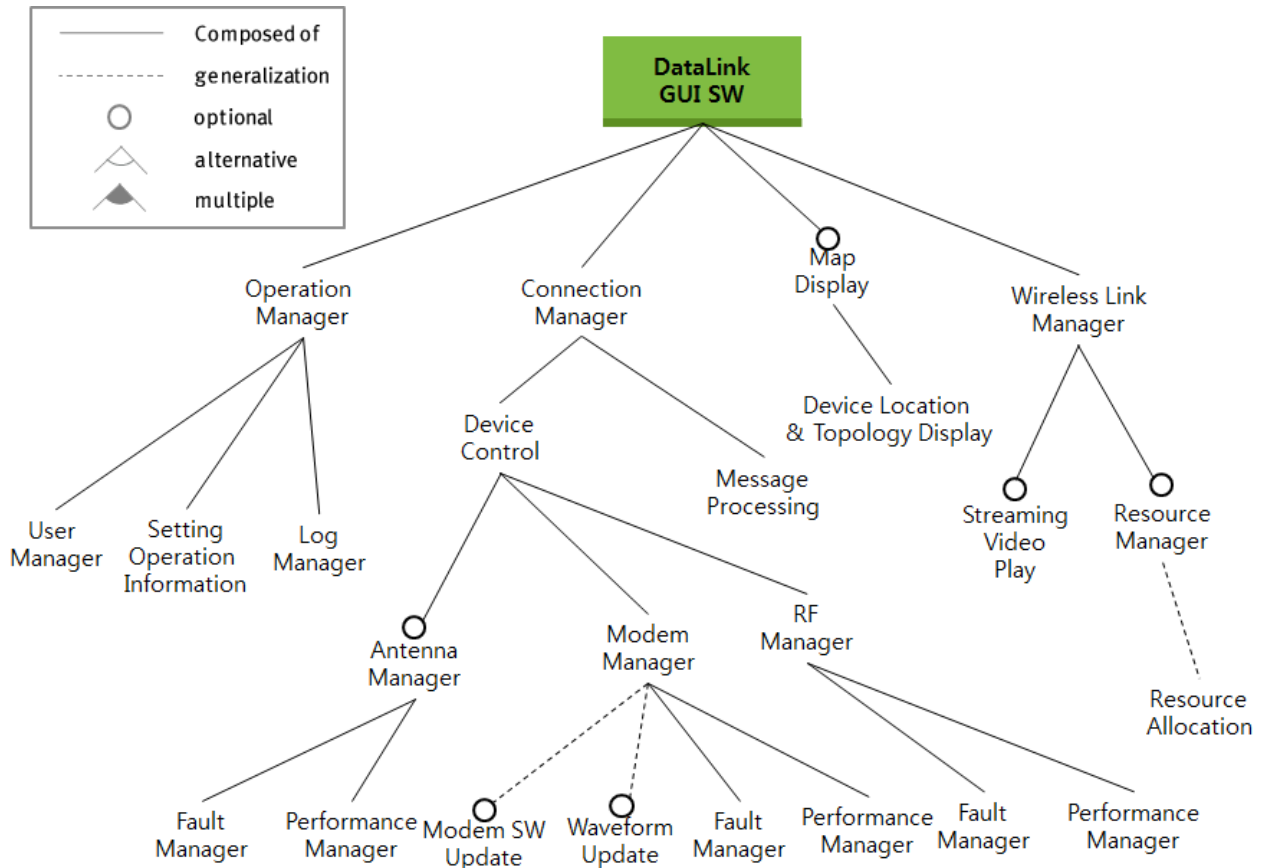 Composed of
generalization
optional
alternative
multiple
DataLink
GUI SW
Operation
Manager
Connection
Manager
Map
Display
Wireless Link
Manager
User
Manager
Setting
Operation
Information
Log
Manager
Device
Control
Message
Processing
Device Location
& Topology Display
Streaming
Video
Play
Resource
Manager
Antenna
Manager
Modem
Manager
RF
Manager
Resource
Allocation
Fault
Manager
Performance
Manager
Modem SW
Update
Waveform
Update
Fault
Manager
Performance
Manager
Fault
Manager
Performance
Manager